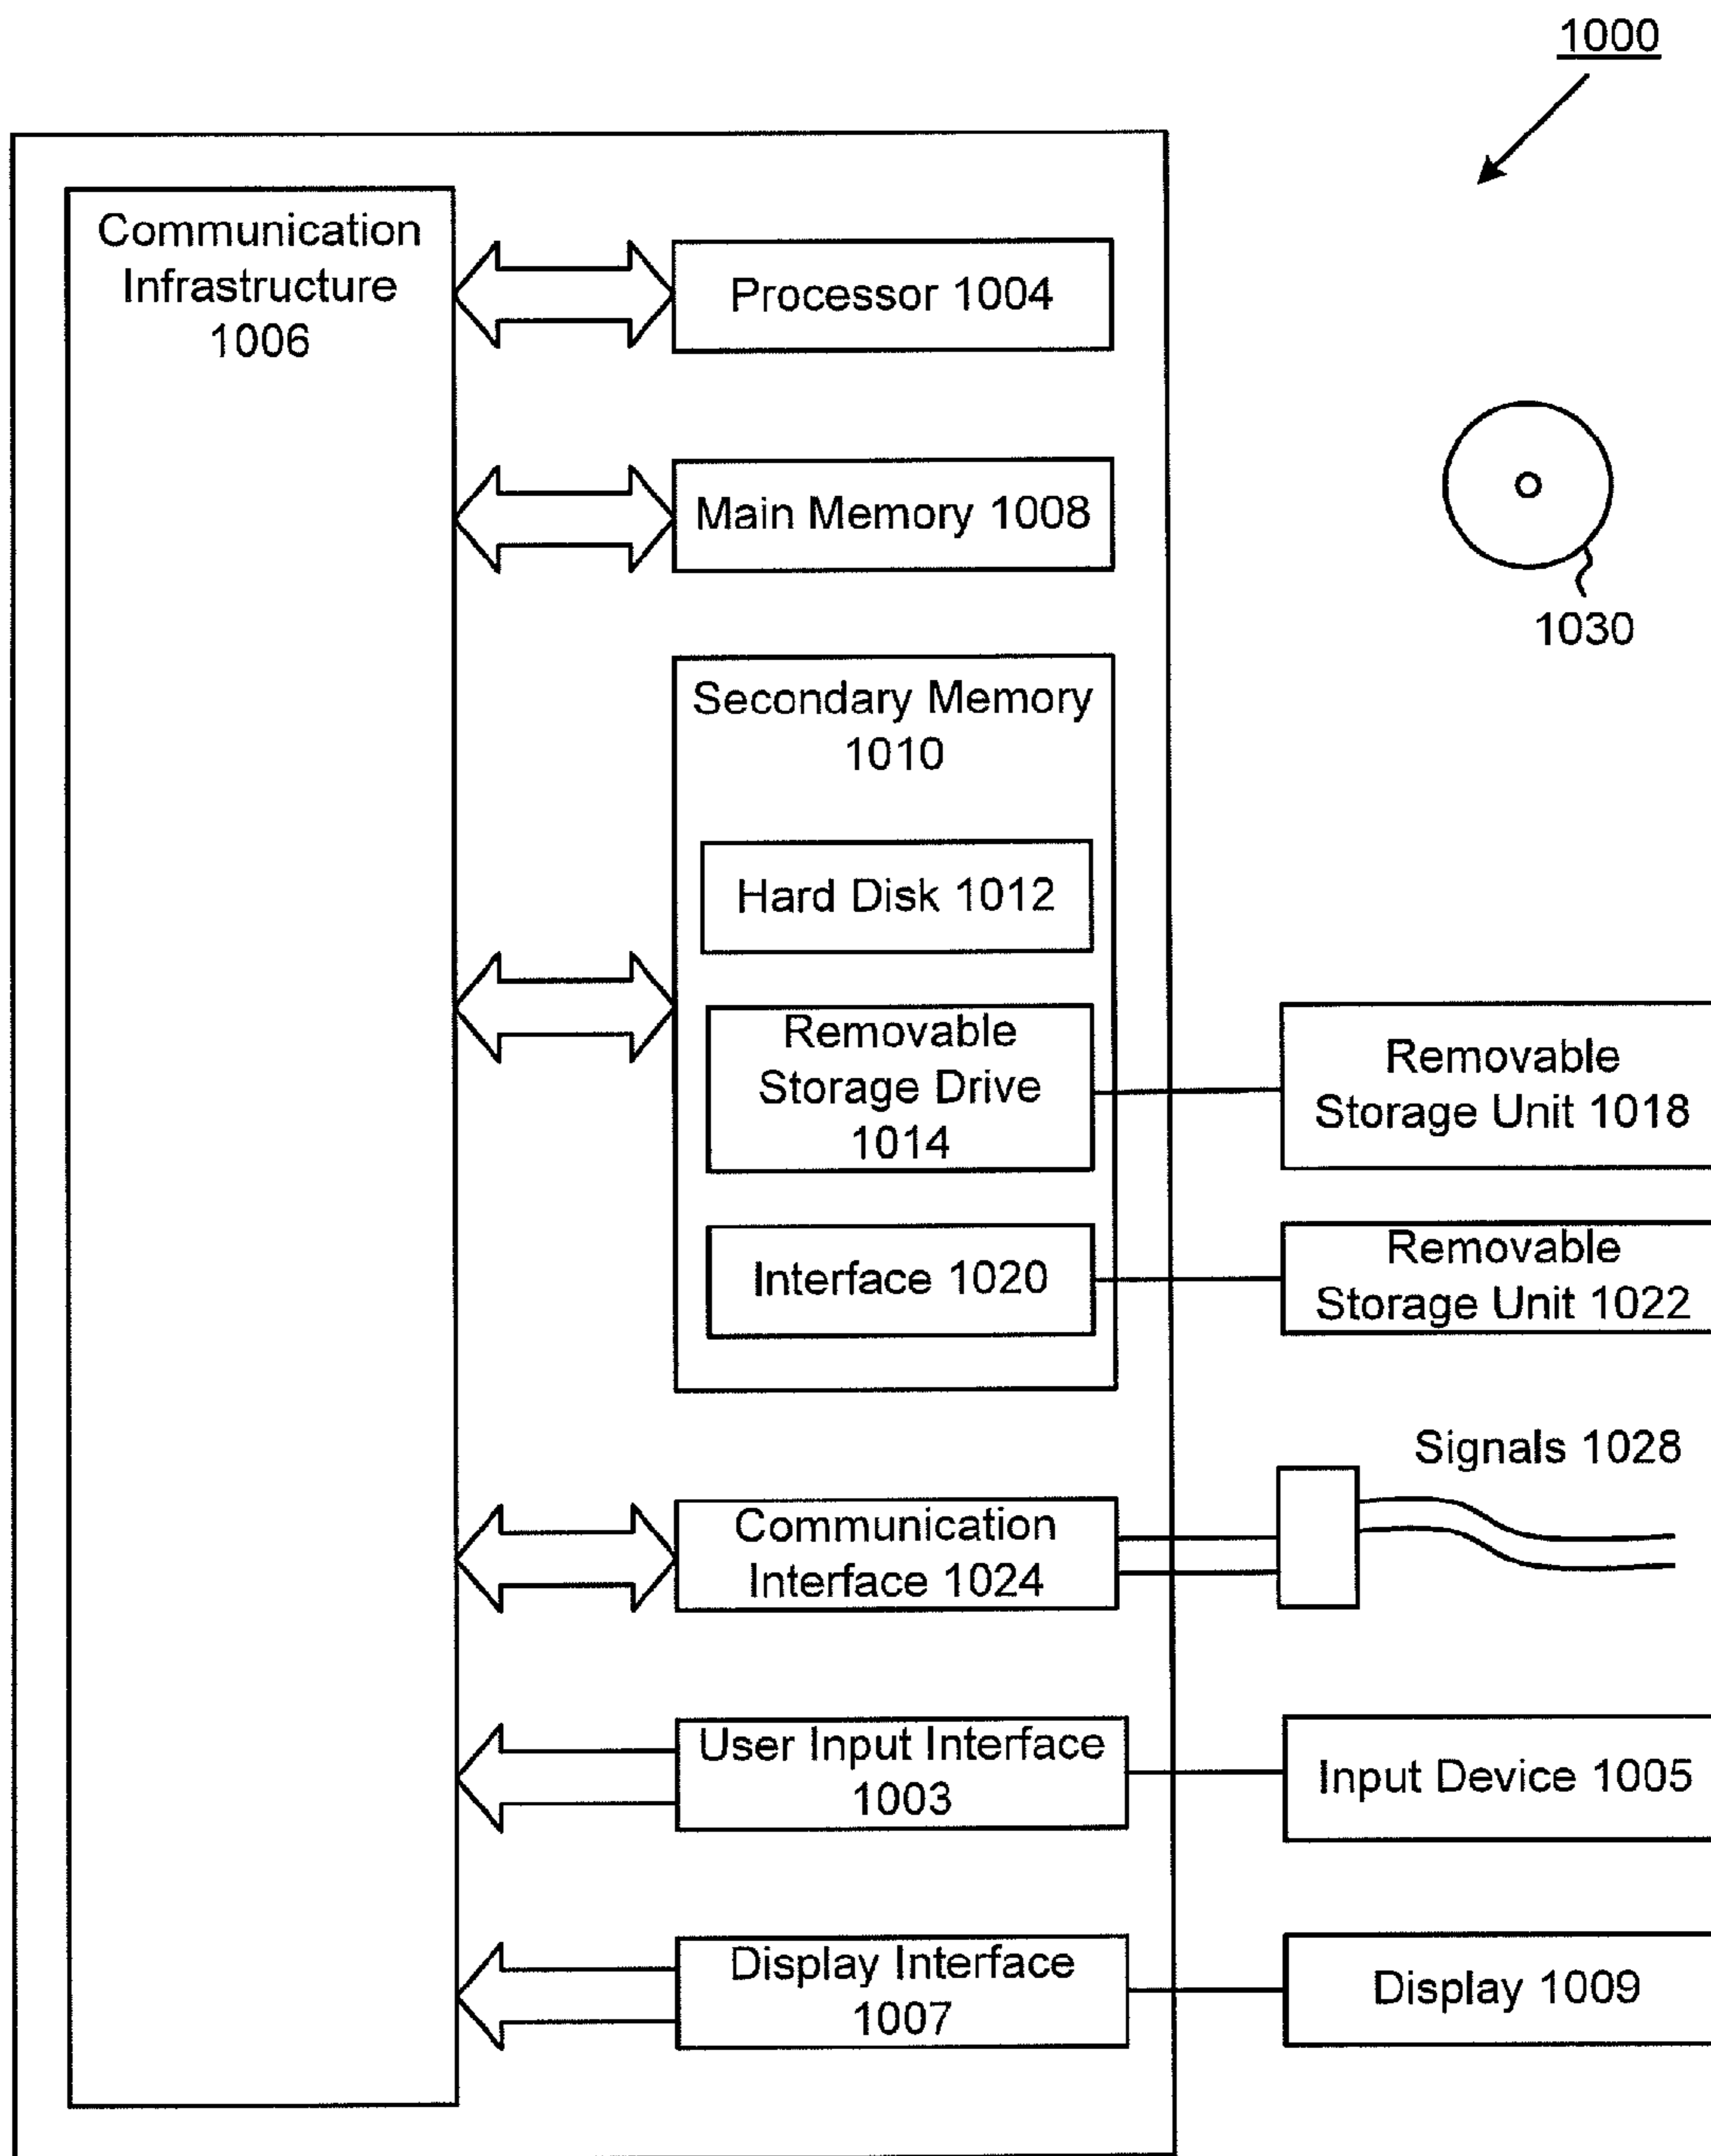 1000
Communication
Infrastructure
1006
Processor 1004
Main Memory 1008
1030
Secondary Memory
1010
Hard Disk 1012
Removable
Storage Drive
1014
Removable
Storage Unit 1018
Interface 1020
Removable
Storage Unit 1022
Signals 1028
Communication
Interface 1024
User Input Interface
1003
Input Device 1005
Display Interface
1007
Display 1009